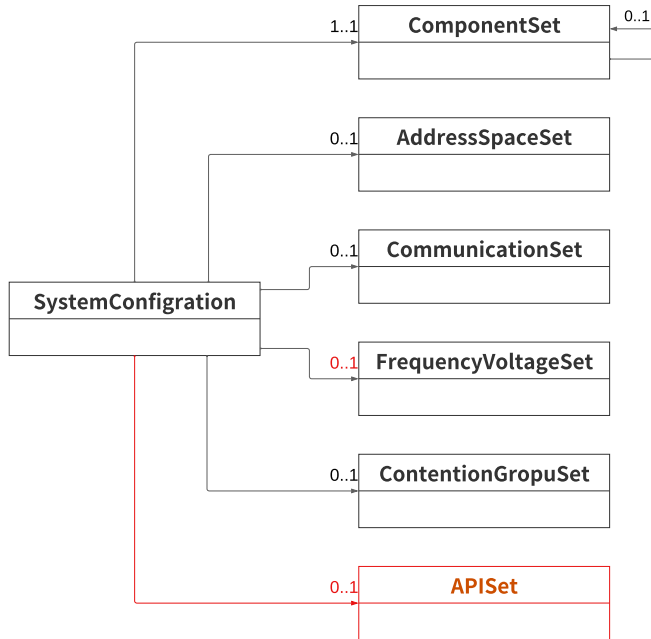 1..1
ComponentSet
0..1
0..1
AddressSpaceSet
0..1
CommunicationSet
SystemConfigration
0..1
FrequencyVoltageSet
0..1
ContentionGropuSet
0..1
APISet